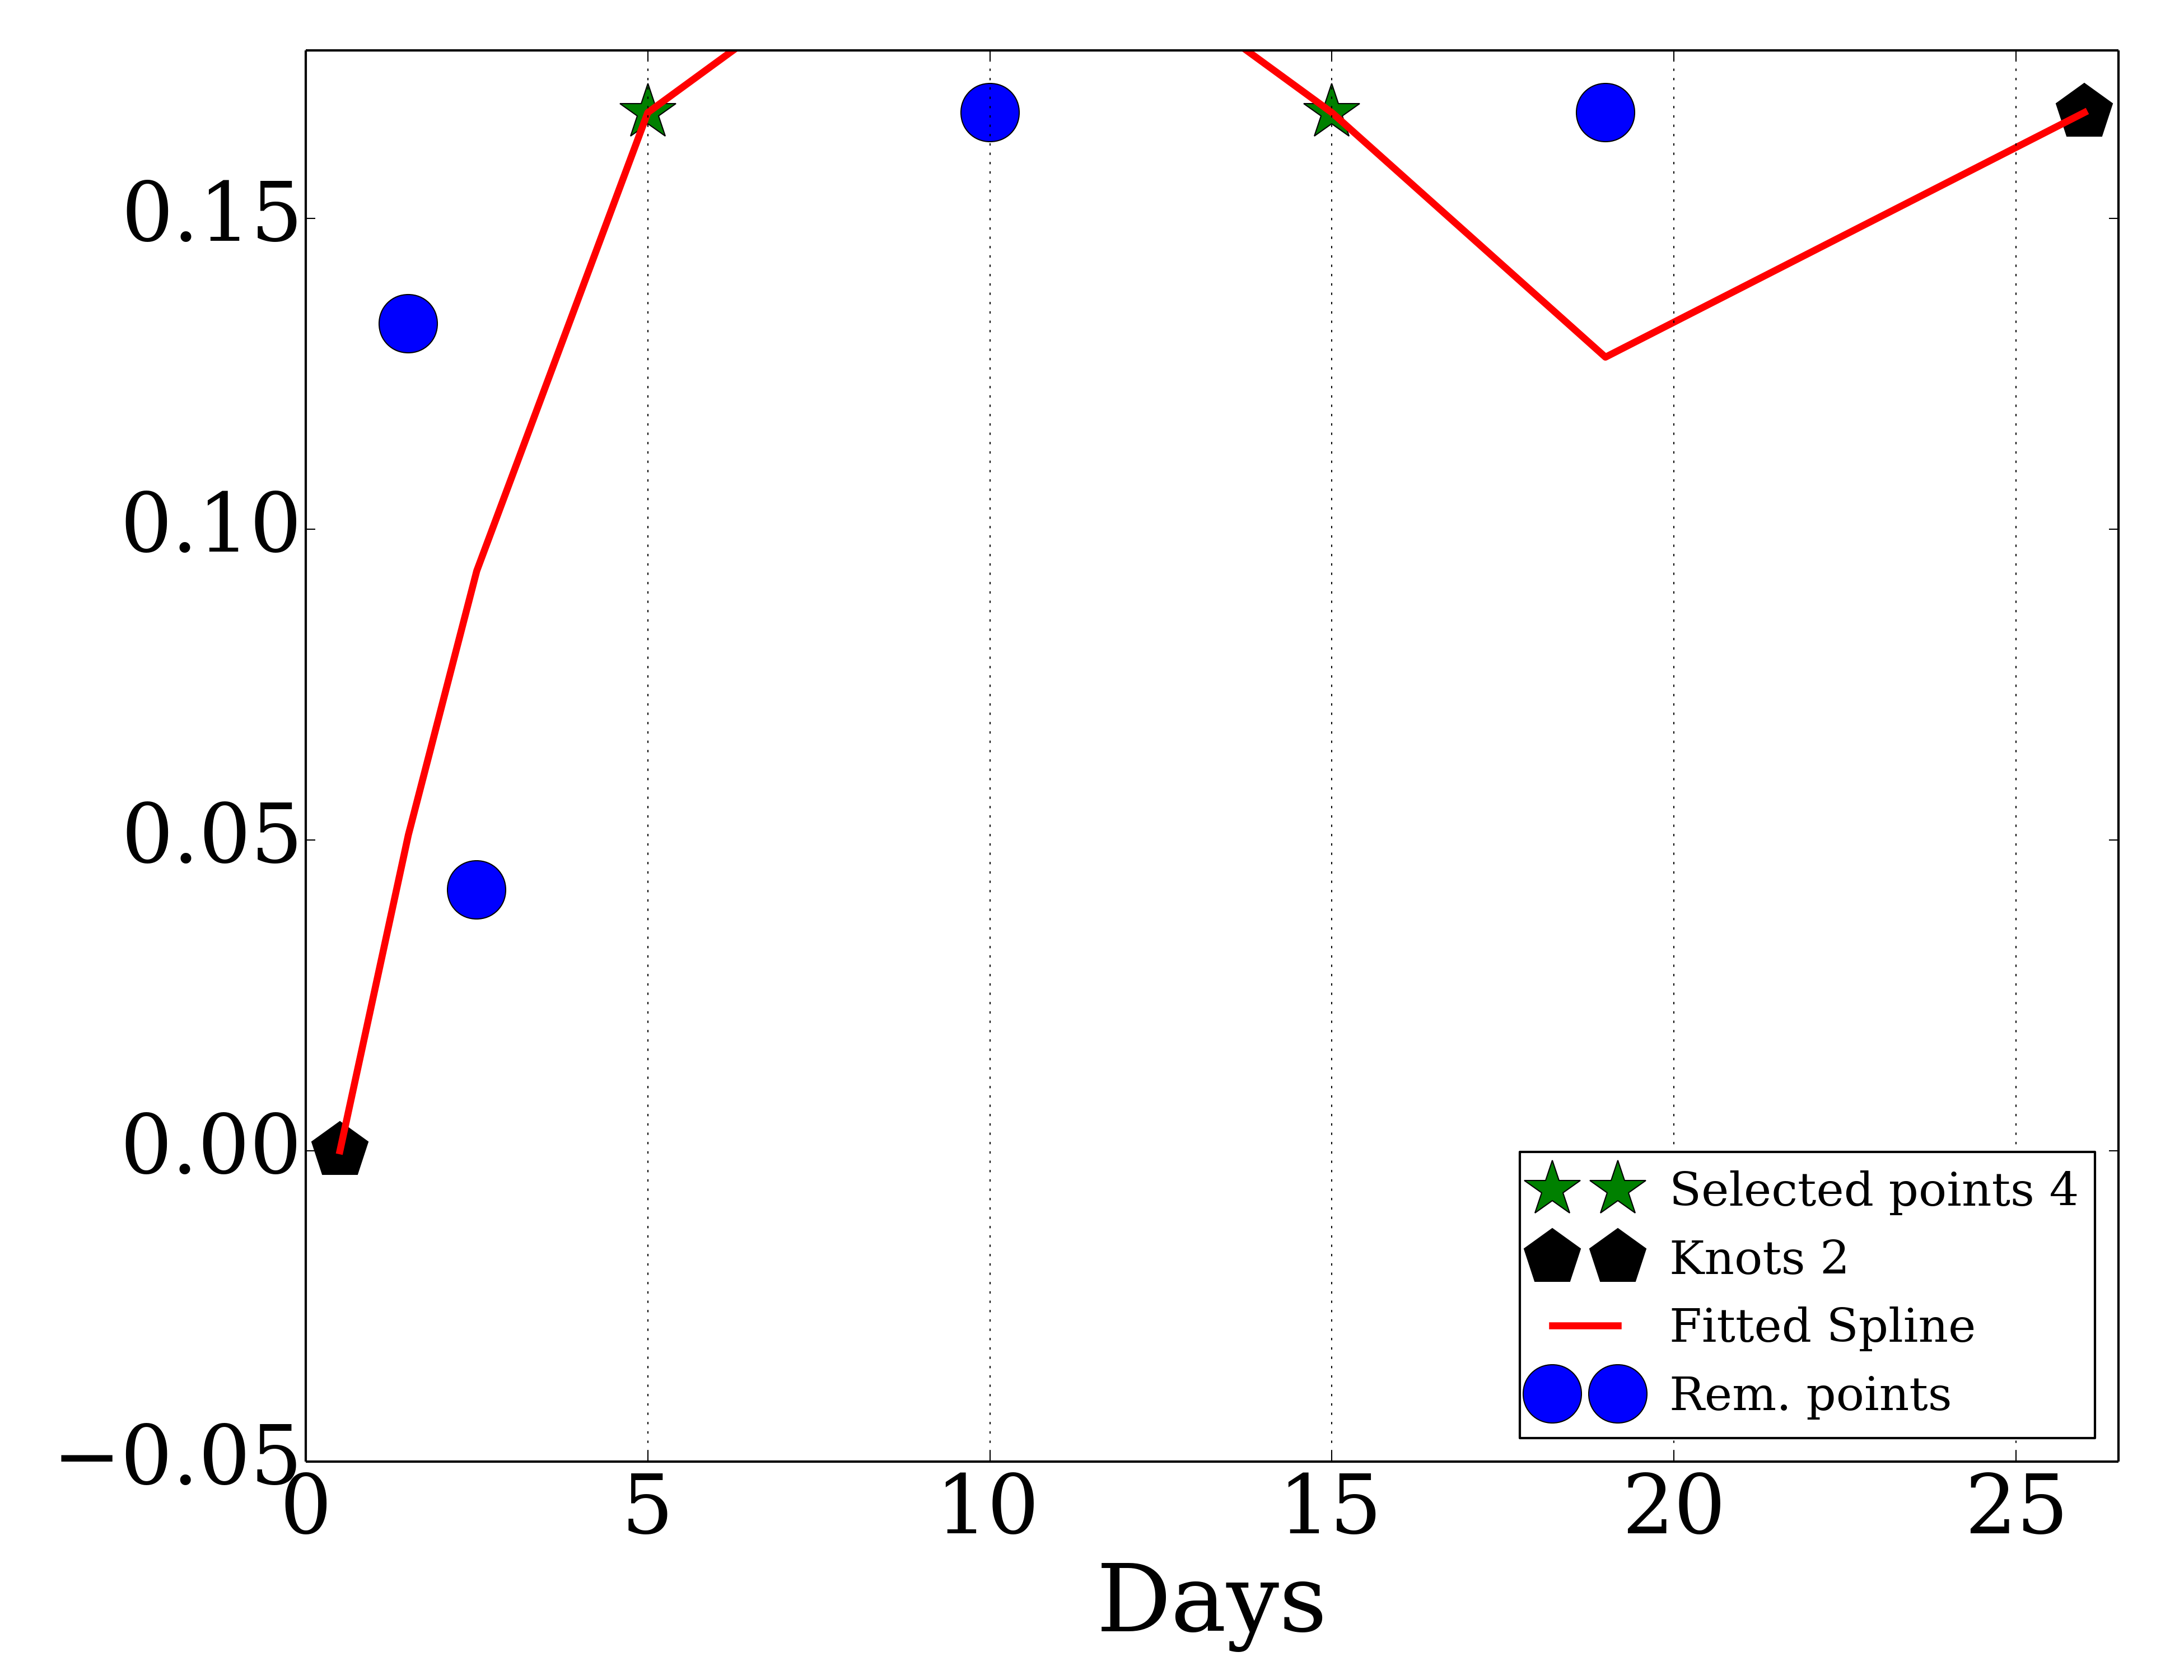 0.15
0.10
0.05
0.00
−0.05
0 5 10 15 20 25
Days
Selected points 4
Knots 2
Fitted Spline
Rem. points